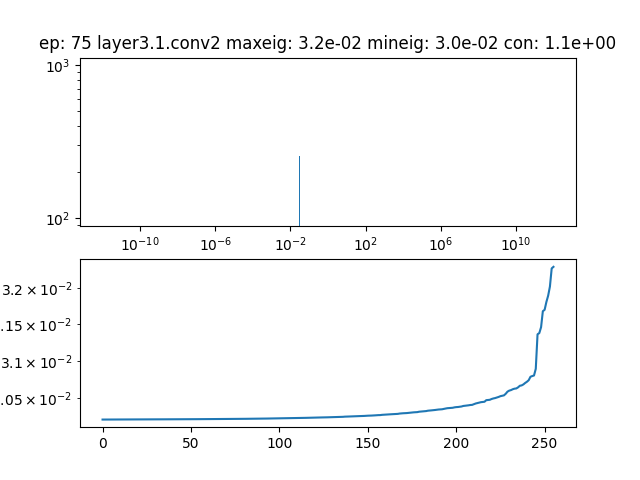 ep: 75 layer3.1.conv2 maxeig: 3.2e-02 mineig: 3.0e-02 con: 1.1e+00
10³
10²
10⁻¹⁰ 10⁻⁶ 10⁻² 10² 10⁶ 10¹⁰
3.2 × 10⁻²
.15 × 10⁻²
3.1 × 10⁻²
.05 × 10⁻²
0 50 100 150 200 250